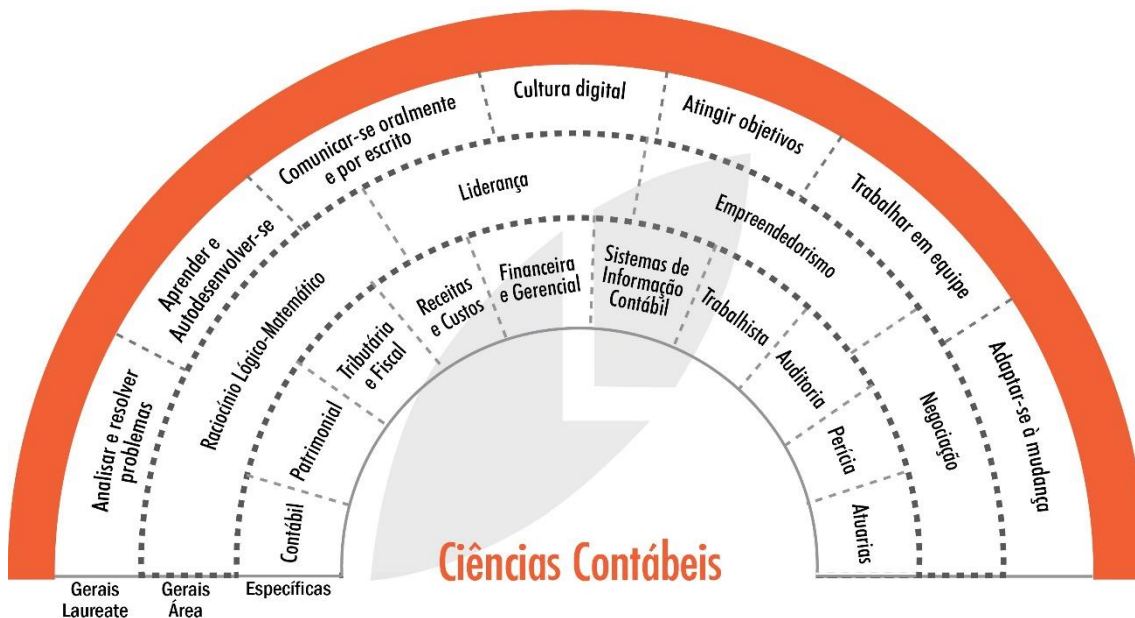 Analisar e resolver
problemas
Aprender e
Autodesenvolver-se
Comunicar-se oralmente
e por escrito
Cultura digital
Atingir objetivos
Trabalhar em equipe
Adaptar-se à mudança
Raciocínio Lógico-Matemático
Liderança
Empreendedorismo
Negociação
Contábil
Patrimonial
Tributária
e Fiscal
Receitas
e Custos
Financeira
e Gerencial
Sistemas de
Informação
Contábil
Trabalhista
Auditoria
Perícia
Atuarias
Ciências Contábeis
Gerais
Laureate
Gerais
Área
Específicas